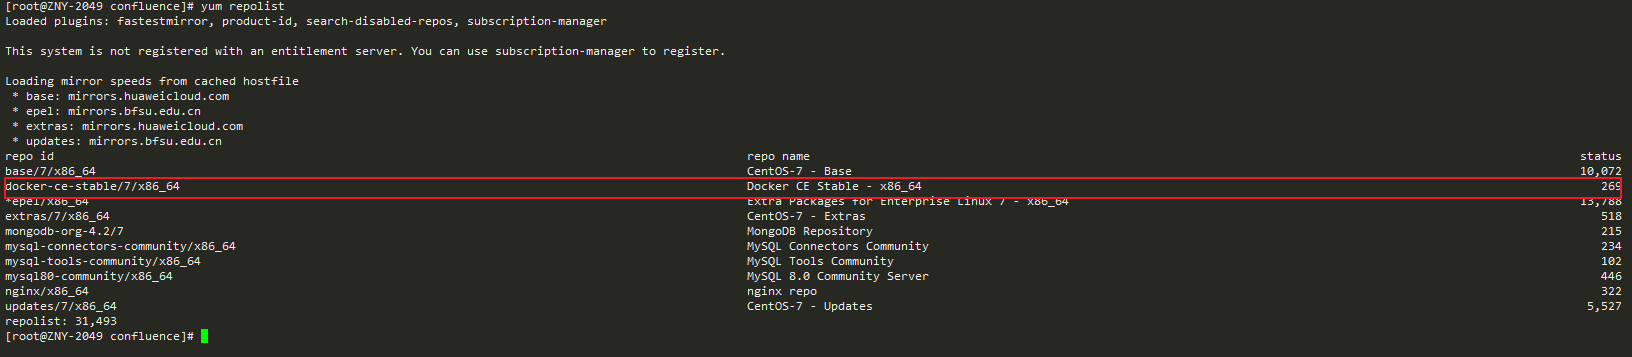 [root@ZNY-2049 confluence]# yum repolist
Loaded plugins: fastestmirror, product-id, search-disabled-repos, subscription-manager
This system is not registered with an entitlement server. You can use subscription-manager to register.
Loading mirror speeds from cached hostfile
* base: mirrors.huaweicloud.com
* epel: mirrors.bfsu.edu.cn
* extras: mirrors.huaweicloud.com
* updates: mirrors.bfsu.edu.cn
repo id repo name status
base/7/x86_64 CentOS-7 - Base 10,072
docker-ce-stable/7/x86_64 Docker CE Stable - x86_64 269
*epel/x86_64 Extra Packages for Enterprise Linux 7 - x86_64 13,788
extras/7/x86_64 CentOS-7 - Extras 518
mongodb-org-4.2/7 MongoDB Repository 215
mysql-connectors-community/x86_64 MySQL Connectors Community 234
mysql-tools-community/x86_64 MySQL Tools Community 102
mysql80-community/x86_64 MySQL 8.0 Community Server 446
nginx/x86_64 nginx repo 322
updates/7/x86_64 CentOS-7 - Updates 5,527
repolist: 31,493
[root@ZNY-2049 confluence]#